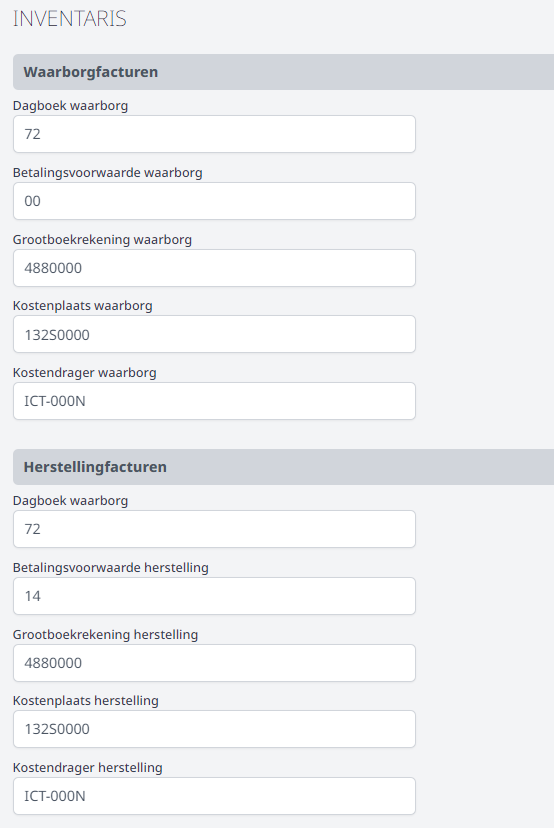 INVENTARIS
Waarborgfacturen
Dagboek waarborg
72
Betalingsvoorwaarde waarborg
00
Grootboekrekening waarborg
4880000
Kostenplaats waarborg
132S0000
Kostendrager waarborg
ICT-000N
Herstellingfacturen
Dagboek waarborg
72
Betalingsvoorwaarde herstelling
14
Grootboekrekening herstelling
4880000
Kostenplaats herstelling
132S0000
Kostendrager herstelling
ICT-000N